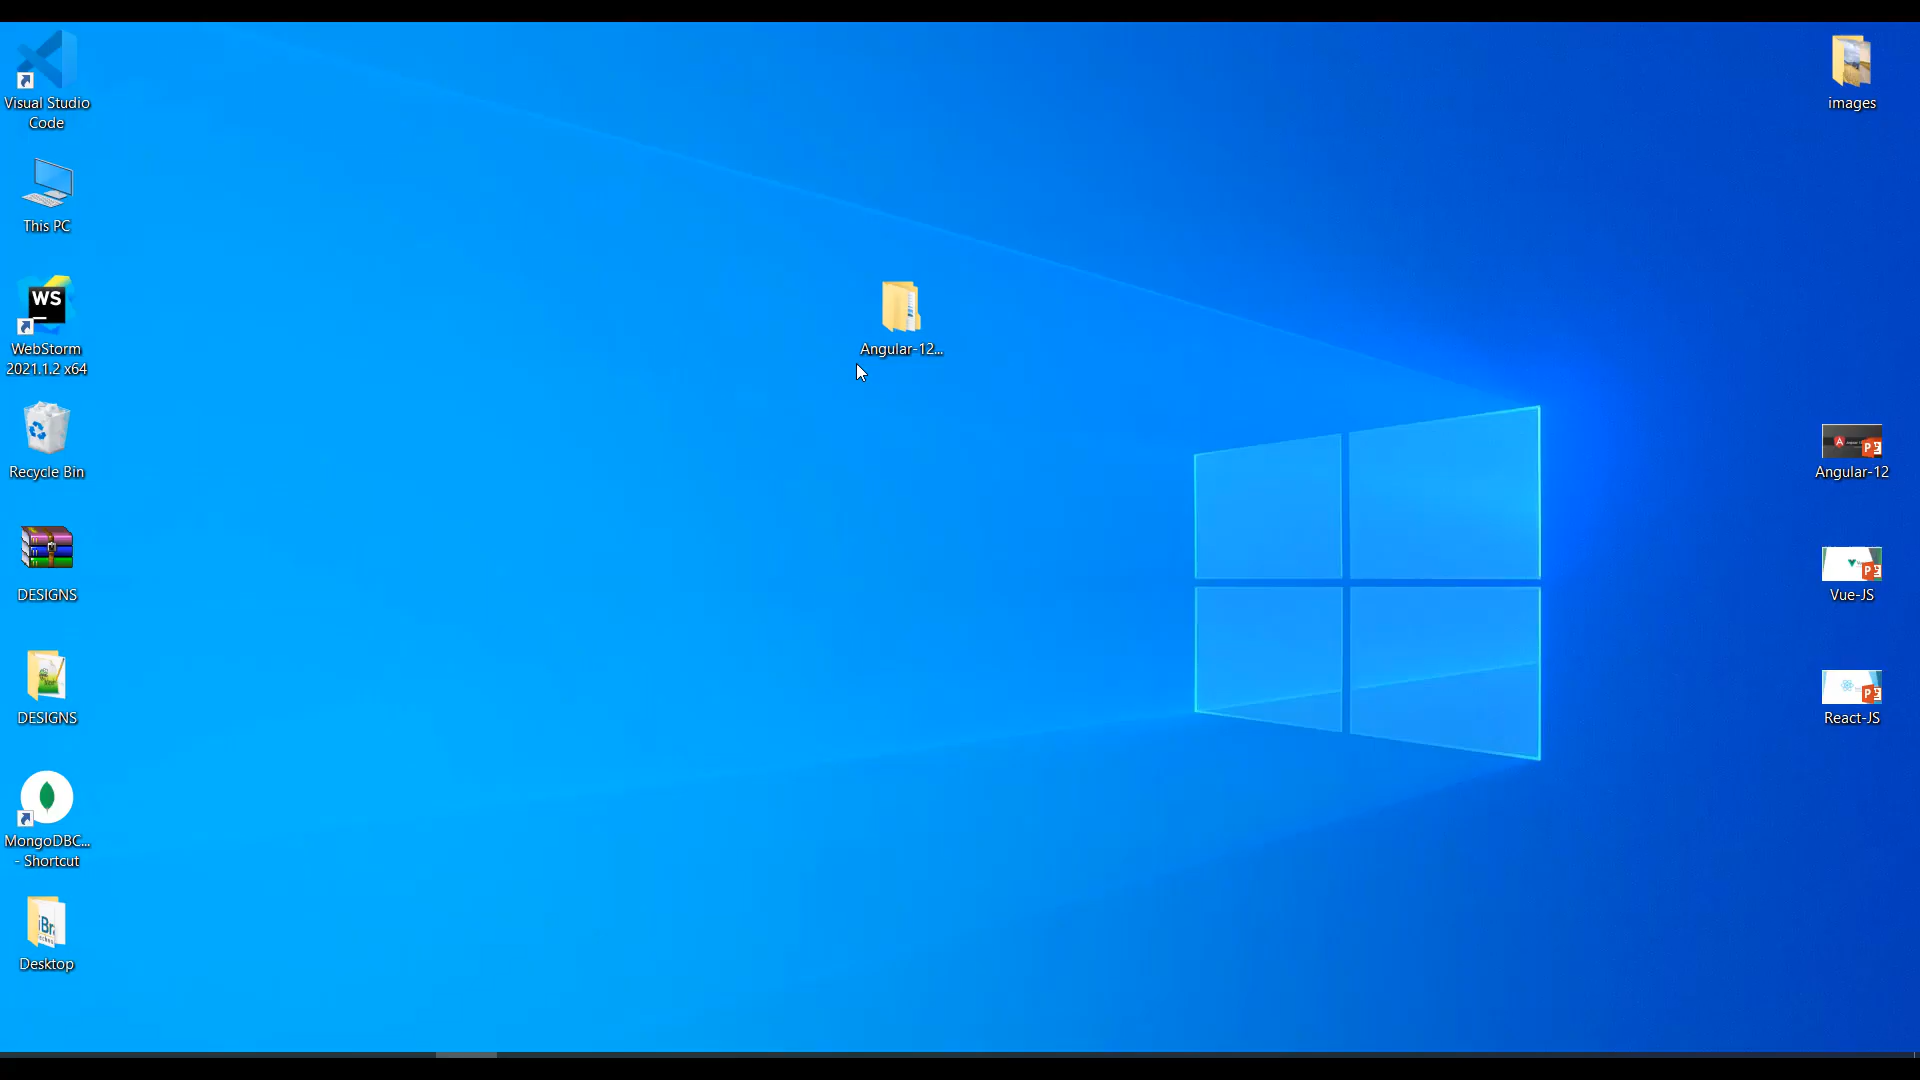 Visual Studio
Code
This PC
WS
WebStorm
2021.1.2 x64
Recycle Bin
DESIGNS
DESIGNS
MongoDBC...
- Shortcut
iBr
Desktop
Angular-12...
images
Angular-12
Vue-JS
React-JS